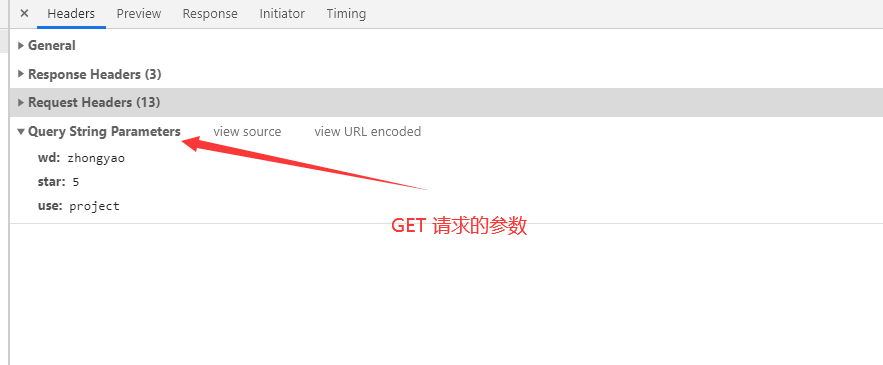 × Headers Preview Response Initiator Timing
General
Response Headers (3)
Request Headers (13)
Query String Parameters view source view URL encoded
wd: zhongyao
star: 5
use: project
GET 请求的参数